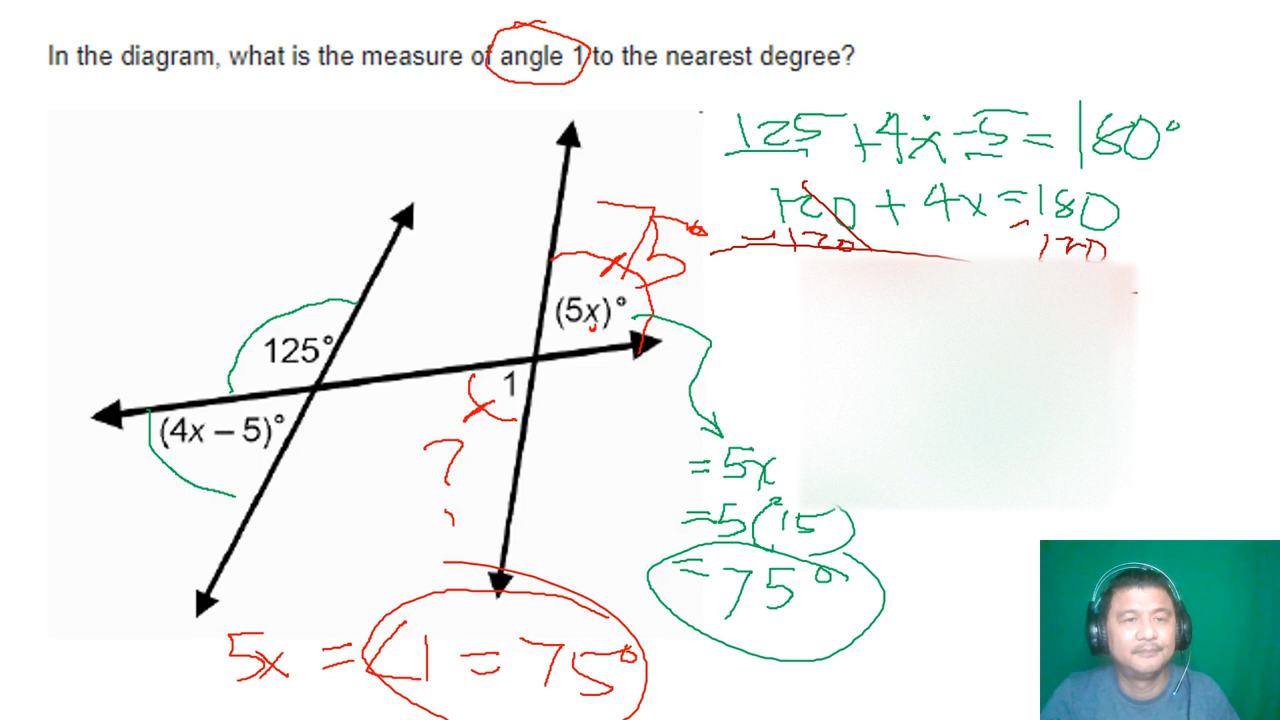 In the diagram, what is the measure of angle 1 to the nearest degree?
125 + 4x - 5 = 180°
120 + 4x = 180
- 120 - 120
75°
(5x)°
125°
1
(4x – 5)°
?
= 5x
= 5(15)
= 75°
5x = <1 = 75°